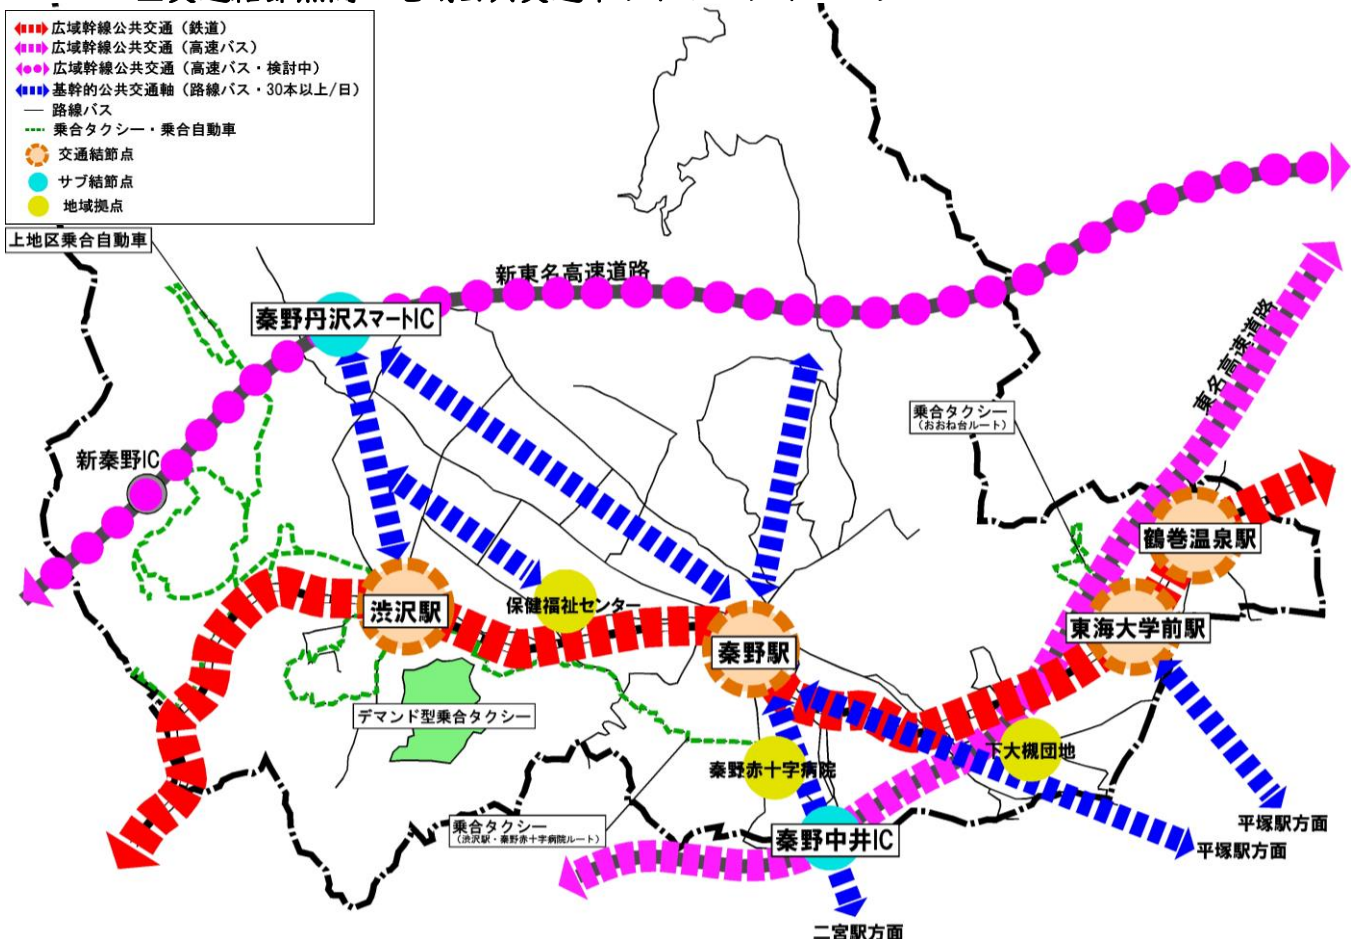 広域幹線公共交通（鉄道）
広域幹線公共交通（高速バス）
広域幹線公共交通（高速バス・検討中）
基幹的公共交通軸（路線バス・30本以上/日）
路線バス
乗合タクシー・乗合自動車
交通結節点
サブ結節点
地域拠点
上地区乗合自動車
新東名高速道路
秦野丹沢スマートIC
東名高速道路
乗合タクシー
（おおね台ルート）
新秦野IC
鶴巻温泉駅
保健福祉センター
渋沢駅
東海大学前駅
秦野駅
デマンド型乗合タクシー
下大槻団地
秦野赤十字病院
乗合タクシー
（渋沢駅・秦野赤十字病院ルート）
秦野中井IC
平塚駅方面
平塚駅方面
二宮駅方面